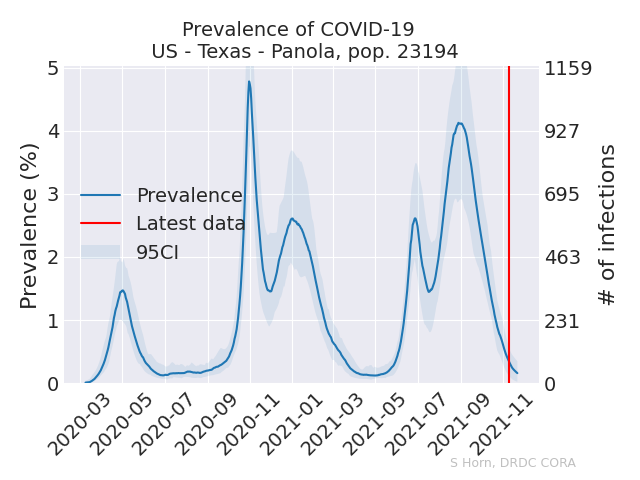 Prevalence of COVID-19
US - Texas - Panola, pop. 23194
Prevalence (%)
5
4
3
2
1
0
1159
927
695
463
231
0
# of infections
Prevalence
Latest data
95CI
2020-03
2020-05
2020-07
2020-09
2020-11
2021-01
2021-03
2021-05
2021-07
2021-09
2021-11
S Horn, DRDC CORA